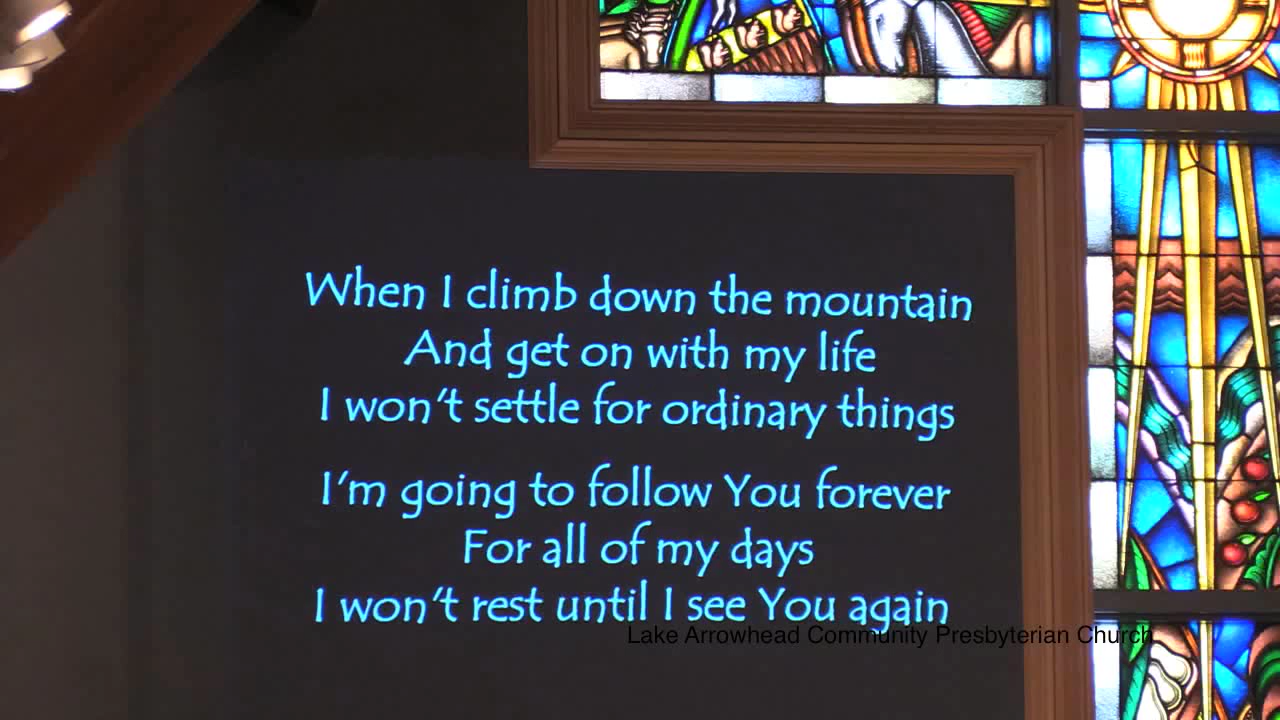 When I climb down the mountain
And get on with my life
I won't settle for ordinary things
I'm going to follow You forever
For all of my days
I won't rest until I see You again
Lake Arrowhead Community Presbyterian Church